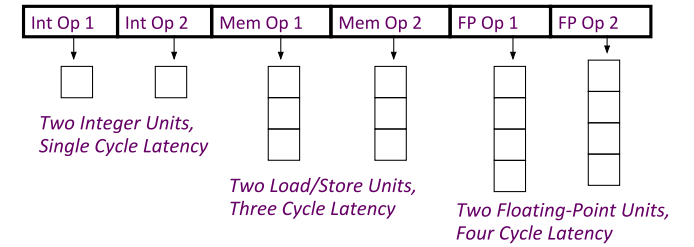 Int Op 1 Int Op 2 Mem Op 1 Mem Op 2 FP Op 1 FP Op 2
Two Integer Units,
Single Cycle Latency
Two Load/Store Units,
Three Cycle Latency
Two Floating-Point Units,
Four Cycle Latency